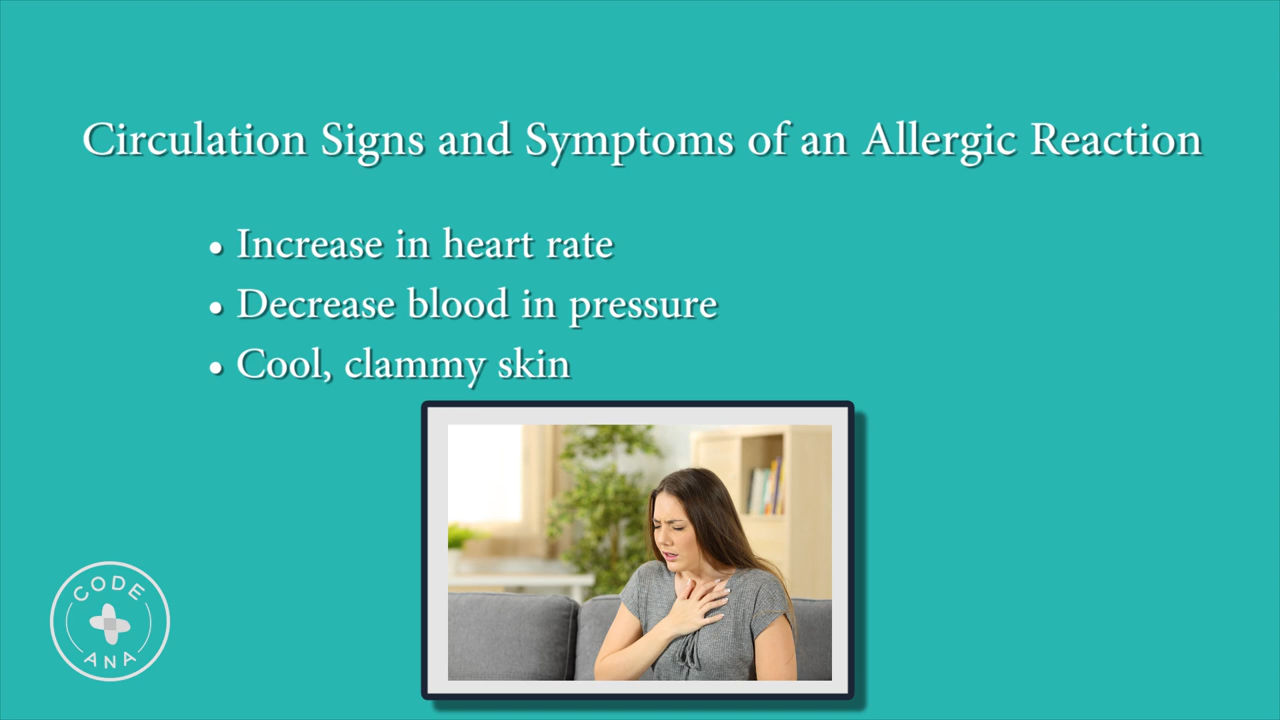 Circulation Signs and Symptoms of an Allergic Reaction
• Increase in heart rate
• Decrease blood in pressure
• Cool, clammy skin
CODE
ANA